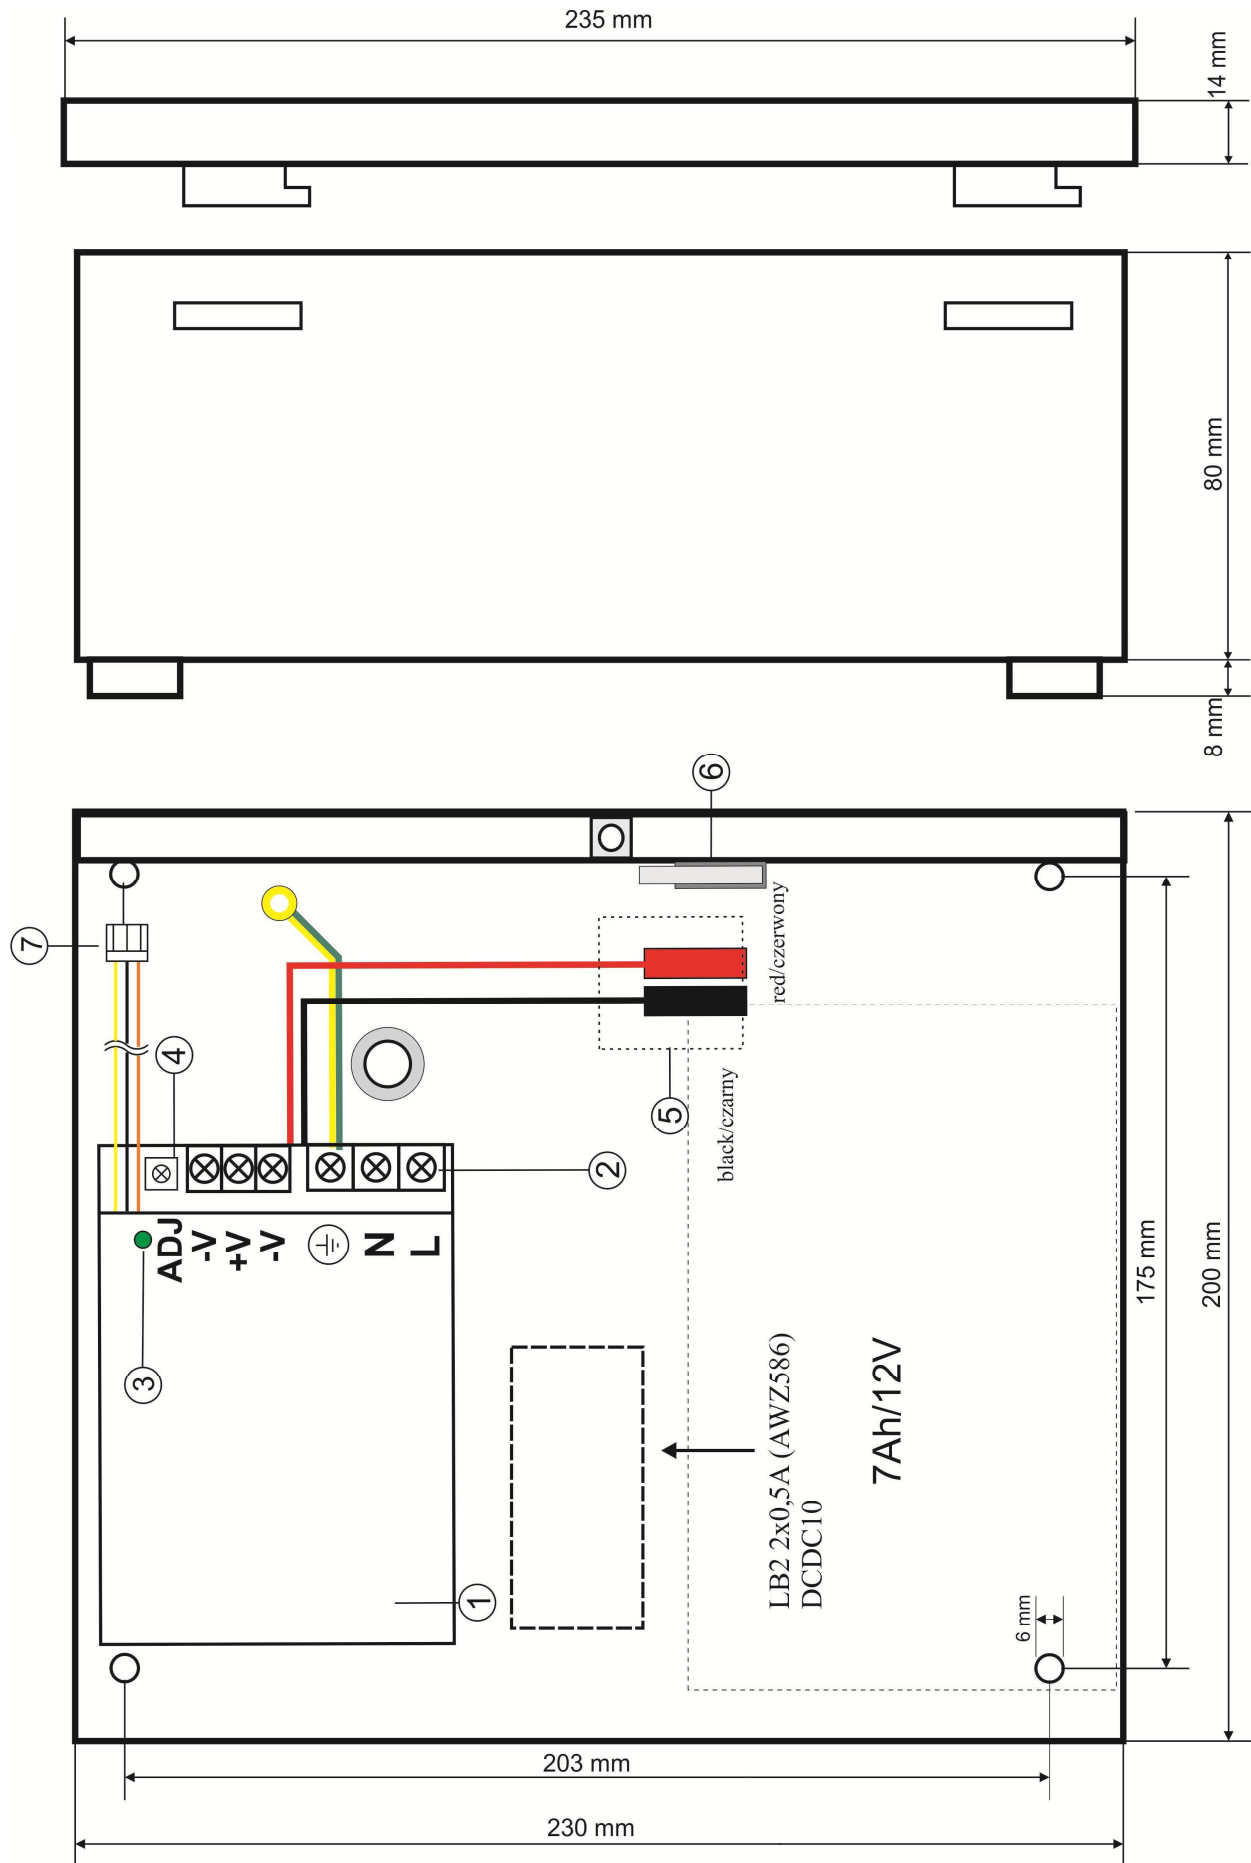 235 mm
14 mm
80 mm
8 mm
6
7
red/czerwony
4
5
black/czarny
2
ADJ
-V
+V
-V
N
L
3
175 mm
200 mm
LB2 2x0,5A (AWZ586)
DCDC10
7Ah/12V
1
6 mm
203 mm
230 mm